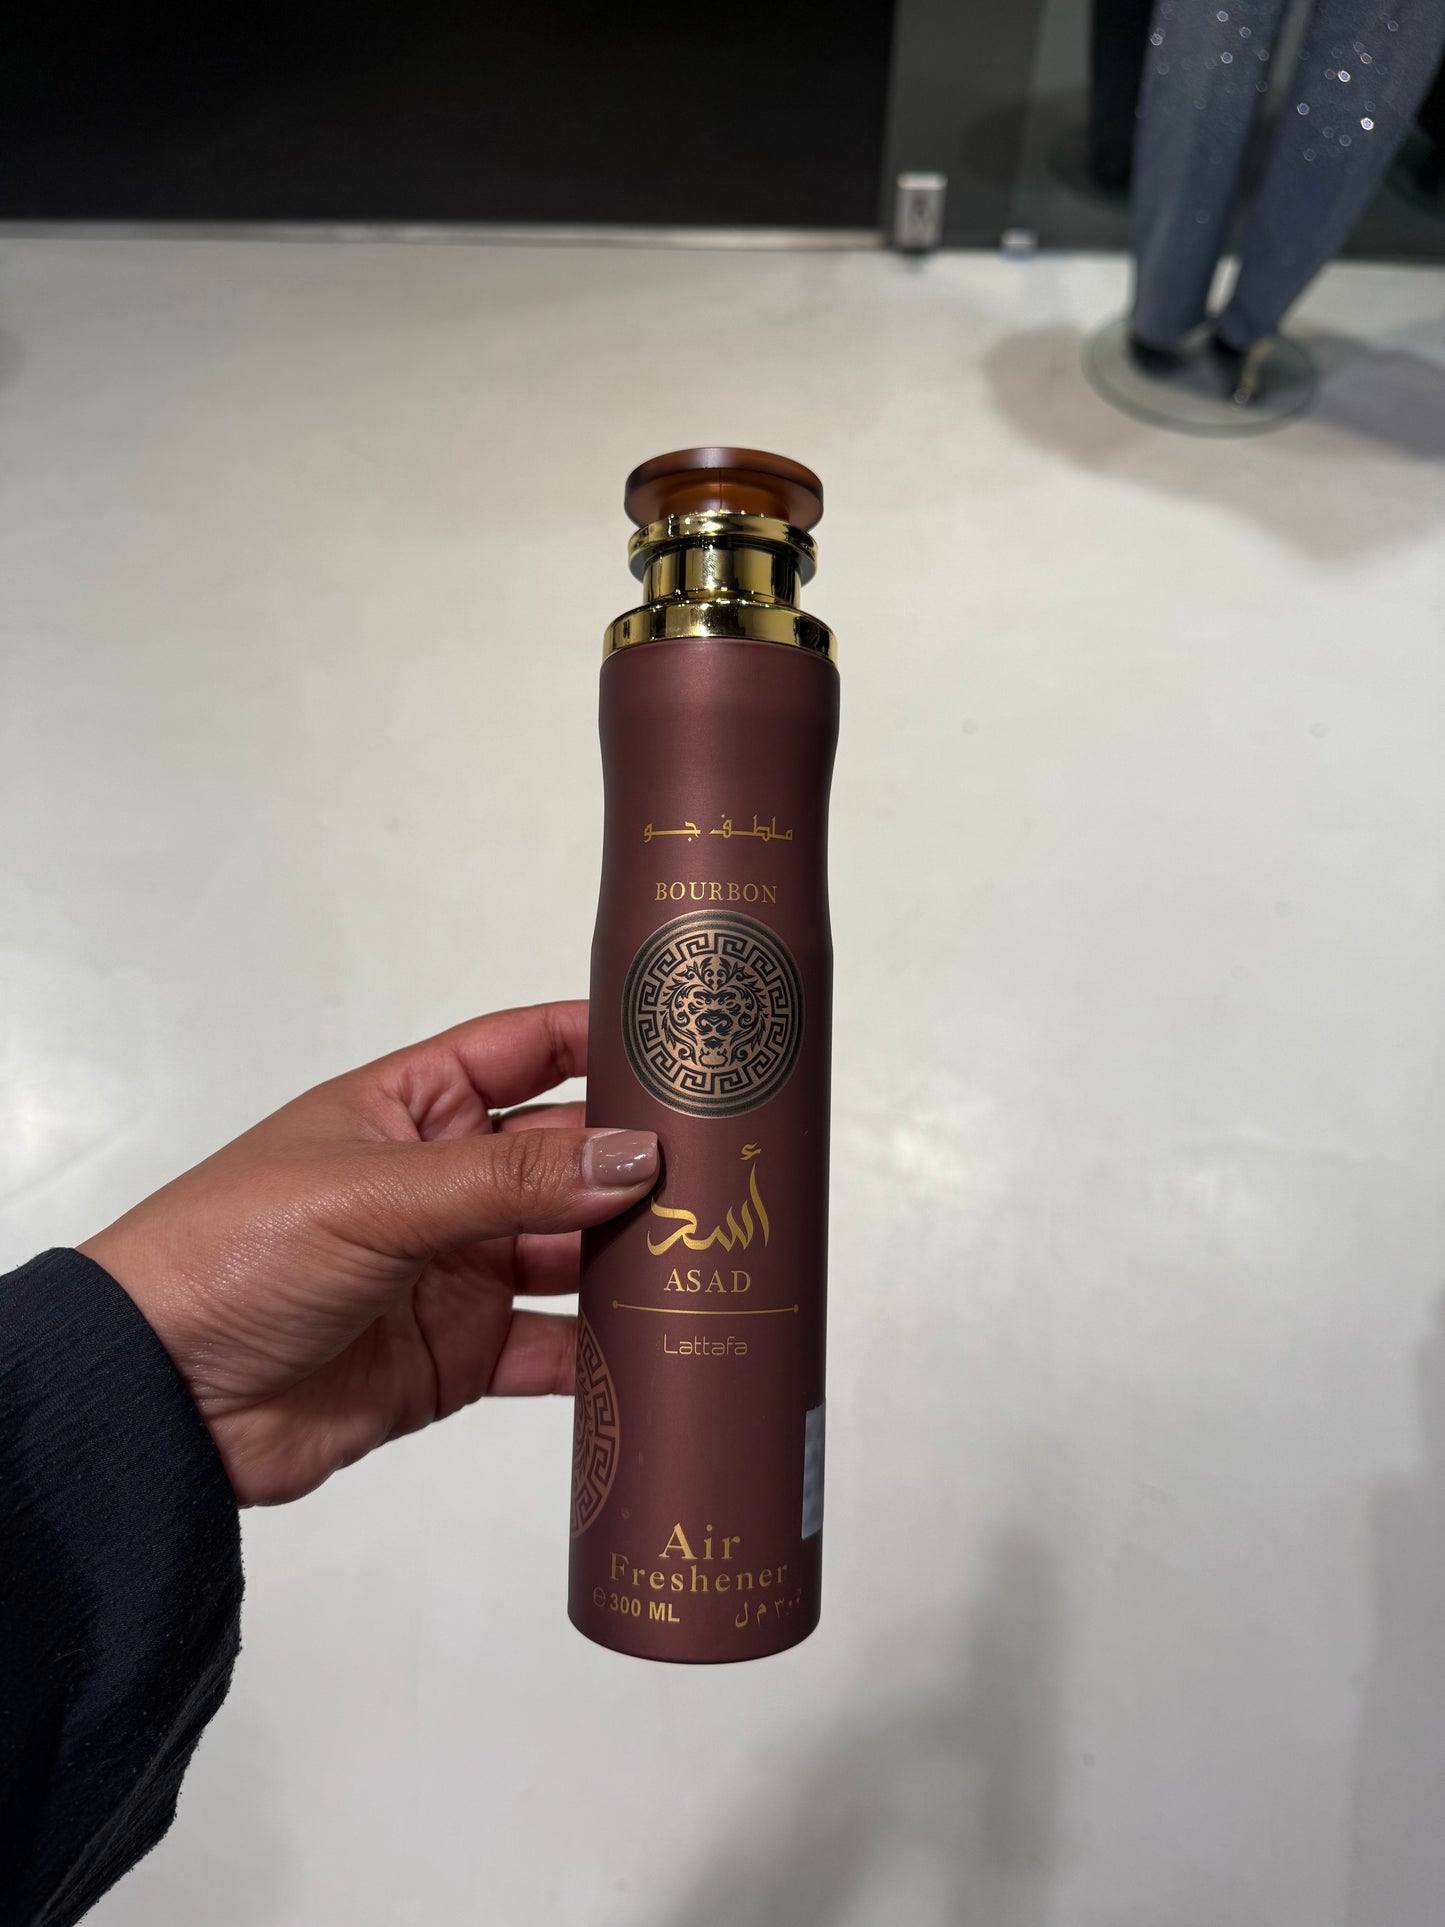 ملطف جو
BOURBON
أسد
ASAD
Lattafa
Air
Freshener
℮ 300 ML ٣٠٠ م ل